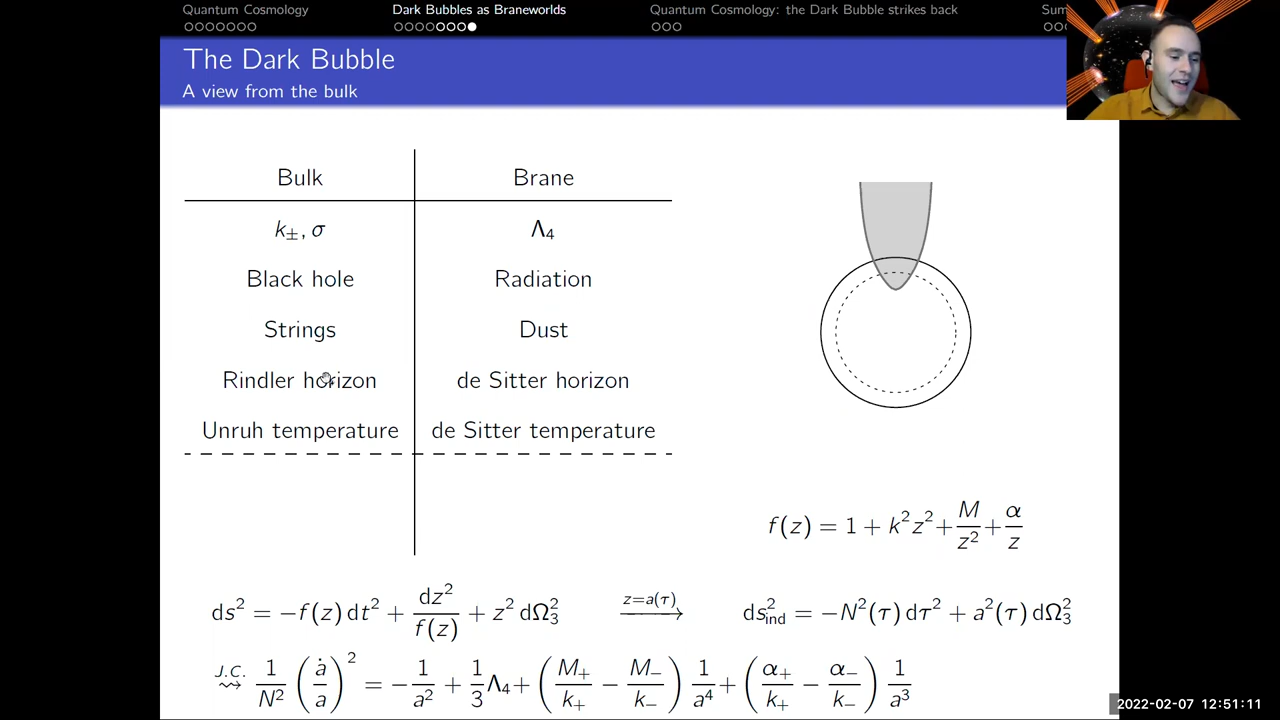 Quantum Cosmology Dark Bubbles as Braneworlds Quantum Cosmology: the Dark Bubble strikes back Sum
The Dark Bubble
A view from the bulk
Bulk Brane
k±, σ Λ₄
Black hole Radiation
Strings Dust
Rindler horizon de Sitter horizon
Unruh temperature de Sitter temperature
f(z) = 1 + k²z² + M/z² + α/z
ds² = −f(z) dt² + dz²/f(z) + z² dΩ₃² z=a(τ) ⟶ ds²_ind = −N²(τ) dτ² + a²(τ) dΩ₃²
J.C. ⇝ 1/N² (ȧ/a)² = −1/a² + 1/3 Λ₄ + (M₊/k₊ − M₋/k₋) 1/a⁴ + (α₊/k₊ − α₋/k₋) 1/a³
2022-02-07 12:51:11